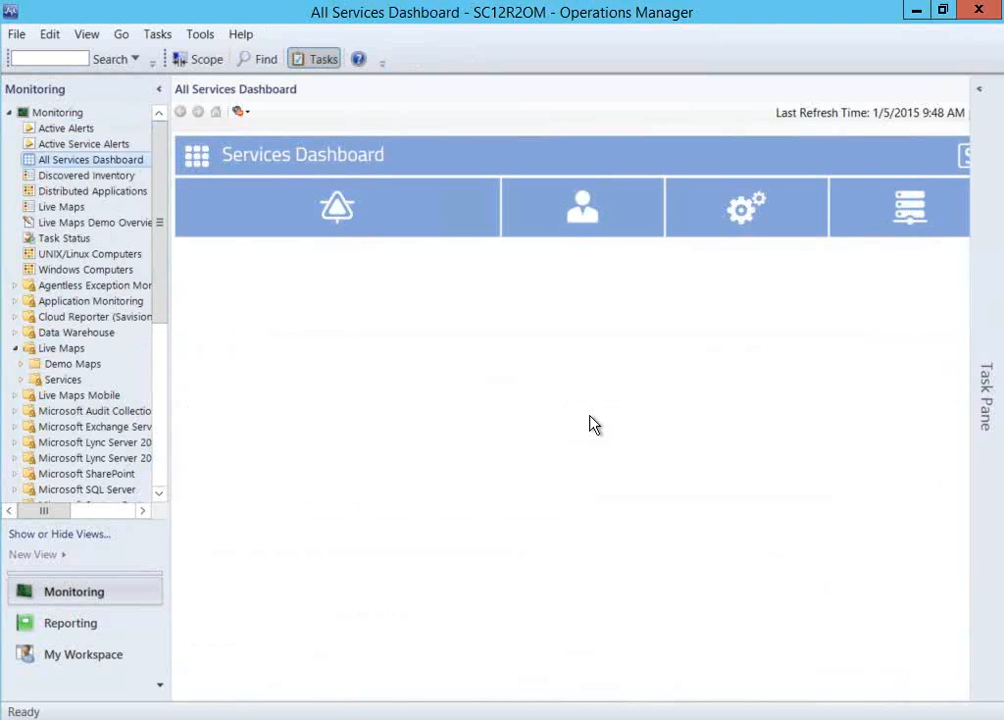 All Services Dashboard - SC12R2OM - Operations Manager
File Edit View Go Tasks Tools Help
Search Scope Find Tasks
Monitoring
All Services Dashboard
Last Refresh Time: 1/5/2015 9:48 AM
Monitoring
Active Alerts
Active Service Alerts
All Services Dashboard
Discovered Inventory
Distributed Applications
Live Maps
Live Maps Demo Overvie
Task Status
UNIX/Linux Computers
Windows Computers
Agentless Exception Mor
Application Monitoring
Cloud Reporter (Savision
Data Warehouse
Live Maps
Demo Maps
Services
Live Maps Mobile
Microsoft Audit Collectio
Microsoft Exchange Serv
Microsoft Lync Server 20
Microsoft Lync Server 20
Microsoft SharePoint
Microsoft SQL Server
Services Dashboard
Task Pane
Show or Hide Views...
New View
Monitoring
Reporting
My Workspace
Ready